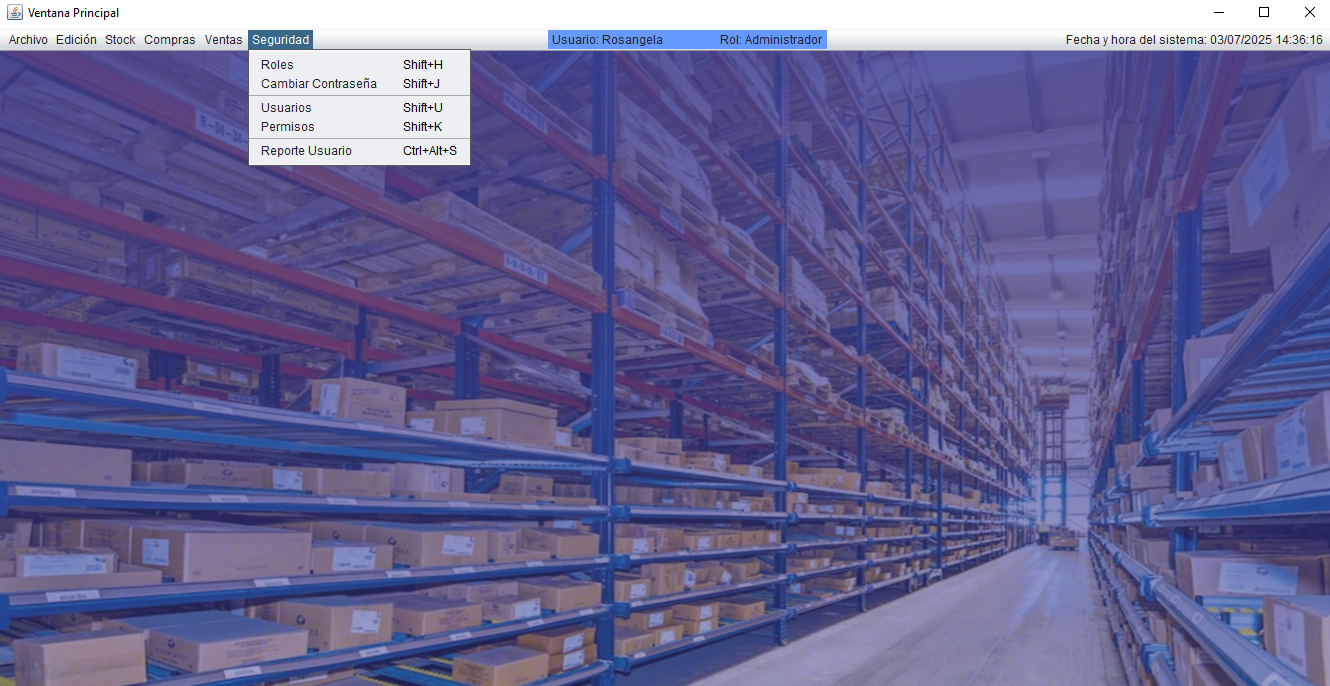 Ventana Principal
Archivo Edición Stock Compras Ventas Seguridad Usuario: Rosangela Rol: Administrador Fecha y hora del sistema: 03/07/2025 14:36:16
Roles Shift+H
Cambiar Contraseña Shift+J
Usuarios Shift+U
Permisos Shift+K
Reporte Usuario Ctrl+Alt+S